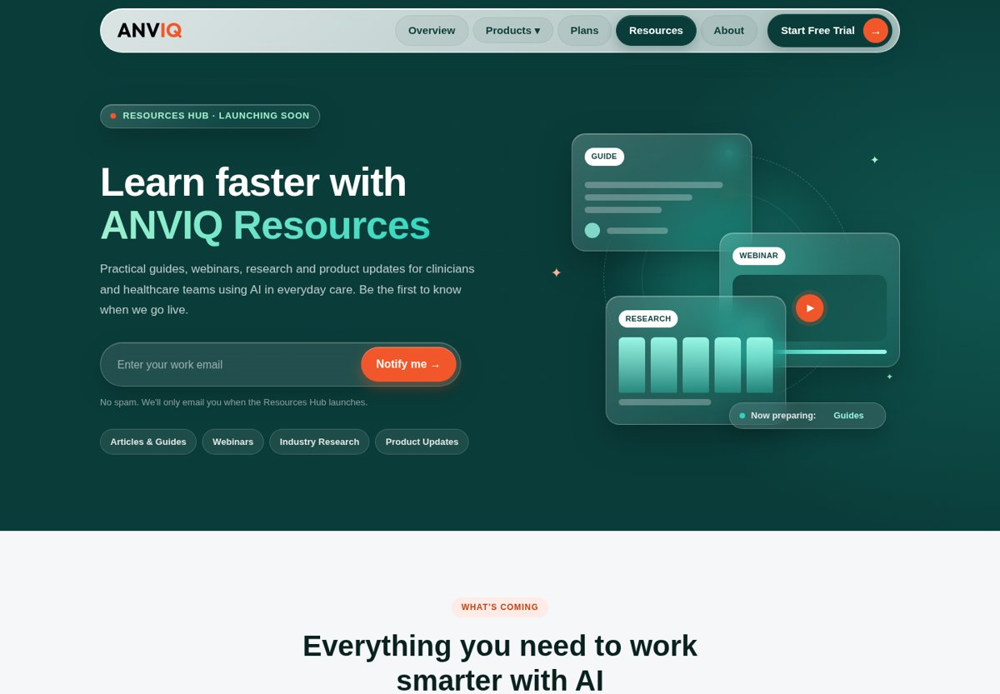 ANVIQ
Overview
Products ▾
Plans
Resources
About
Start Free Trial →
RESOURCES HUB · LAUNCHING SOON
Learn faster with
ANVIQ Resources
Practical guides, webinars, research and product updates for clinicians
and healthcare teams using AI in everyday care. Be the first to know
when we go live.
Enter your work email
Notify me →
No spam. We'll only email you when the Resources Hub launches.
Articles & Guides
Webinars
Industry Research
Product Updates
GUIDE
WEBINAR
RESEARCH
Now preparing: Guides
WHAT'S COMING
Everything you need to work
smarter with AI